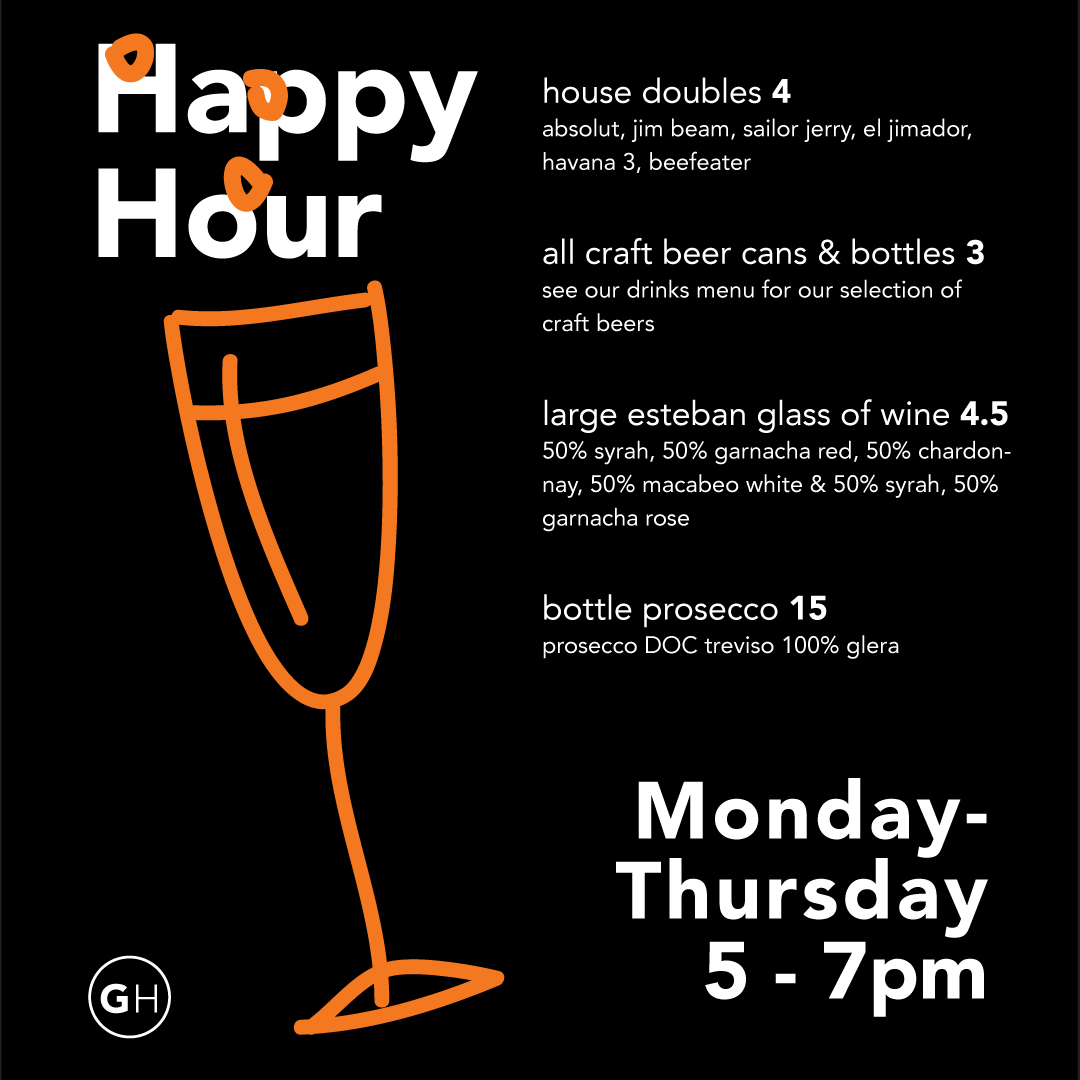 Happy
Hour
house doubles 4
absolut, jim beam, sailor jerry, el jimador,
havana 3, beefeater
all craft beer cans & bottles 3
see our drinks menu for our selection of
craft beers
large esteban glass of wine 4.5
50% syrah, 50% garnacha red, 50% chardon-
nay, 50% macabeo white & 50% syrah, 50%
garnacha rose
bottle prosecco 15
prosecco DOC treviso 100% glera
Monday-
Thursday
5 - 7pm
GH